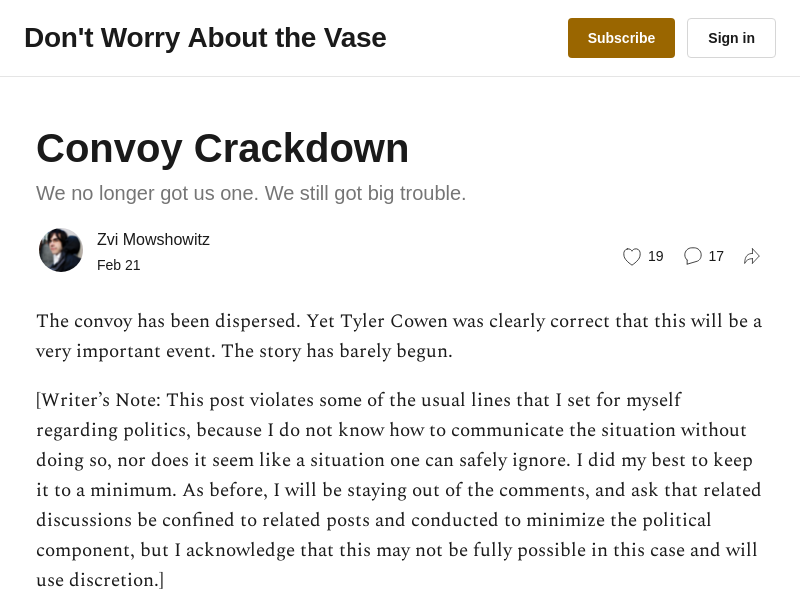 Don't Worry About the Vase
Subscribe
Sign in
Convoy Crackdown
We no longer got us one. We still got big trouble.
Zvi Mowshowitz
Feb 21
19
17
The convoy has been dispersed. Yet Tyler Cowen was clearly correct that this will be a
very important event. The story has barely begun.
[Writer’s Note: This post violates some of the usual lines that I set for myself
regarding politics, because I do not know how to communicate the situation without
doing so, nor does it seem like a situation one can safely ignore. I did my best to keep
it to a minimum. As before, I will be staying out of the comments, and ask that related
discussions be confined to related posts and conducted to minimize the political
component, but I acknowledge that this may not be fully possible in this case and will
use discretion.]